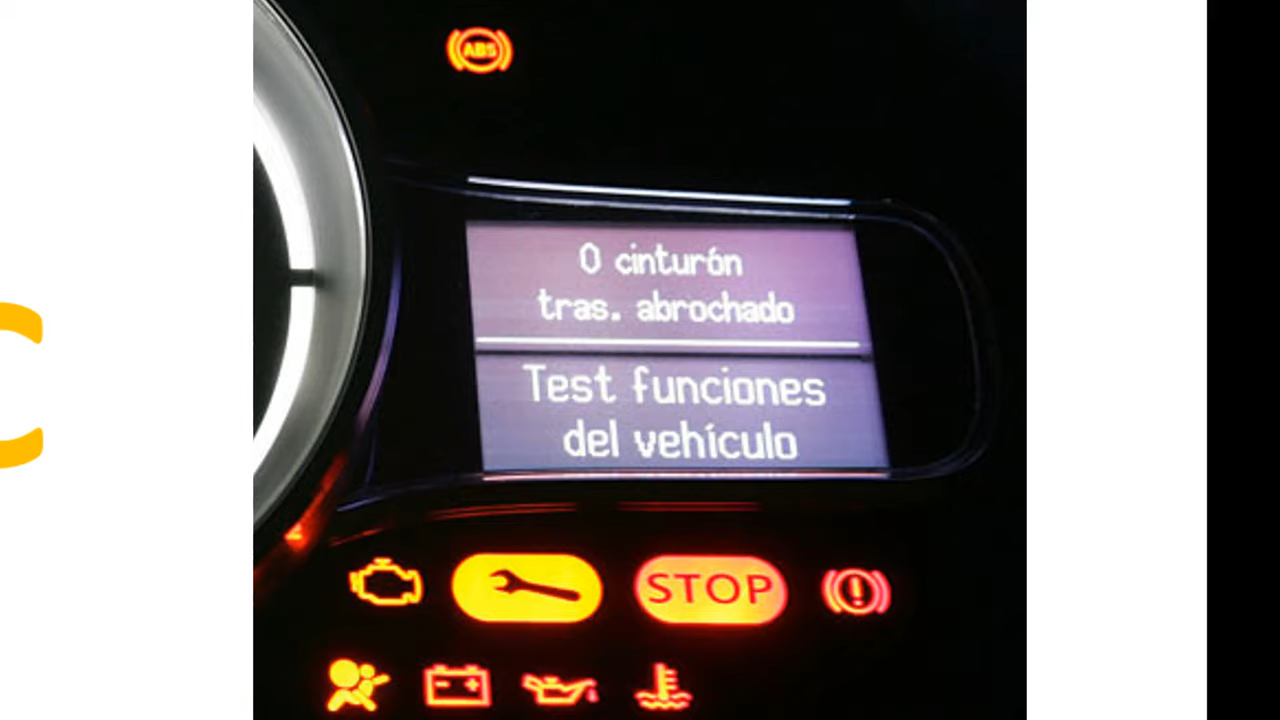 ABS
0 cinturón
tras. abrochado
Test funciones
del vehículo
STOP